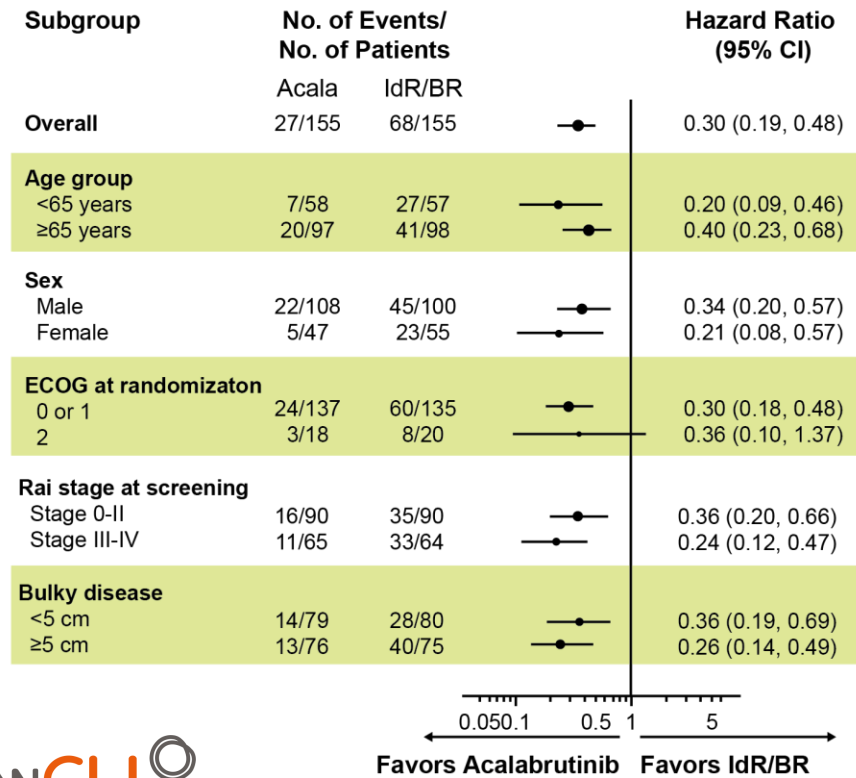 Subgroup No. of Events/ Hazard Ratio
No. of Patients (95% CI)
Acala IdR/BR
Overall 27/155 68/155 0.30 (0.19, 0.48)
Age group
<65 years 7/58 27/57 0.20 (0.09, 0.46)
≥65 years 20/97 41/98 0.40 (0.23, 0.68)
Sex
Male 22/108 45/100 0.34 (0.20, 0.57)
Female 5/47 23/55 0.21 (0.08, 0.57)
ECOG at randomizaton
0 or 1 24/137 60/135 0.30 (0.18, 0.48)
2 3/18 8/20 0.36 (0.10, 1.37)
Rai stage at screening
Stage 0-II 16/90 35/90 0.36 (0.20, 0.66)
Stage III-IV 11/65 33/64 0.24 (0.12, 0.47)
Bulky disease
<5 cm 14/79 28/80 0.36 (0.19, 0.69)
≥5 cm 13/76 40/75 0.26 (0.14, 0.49)
0.05 0.1 0.5 1 5
Favors Acalabrutinib Favors IdR/BR